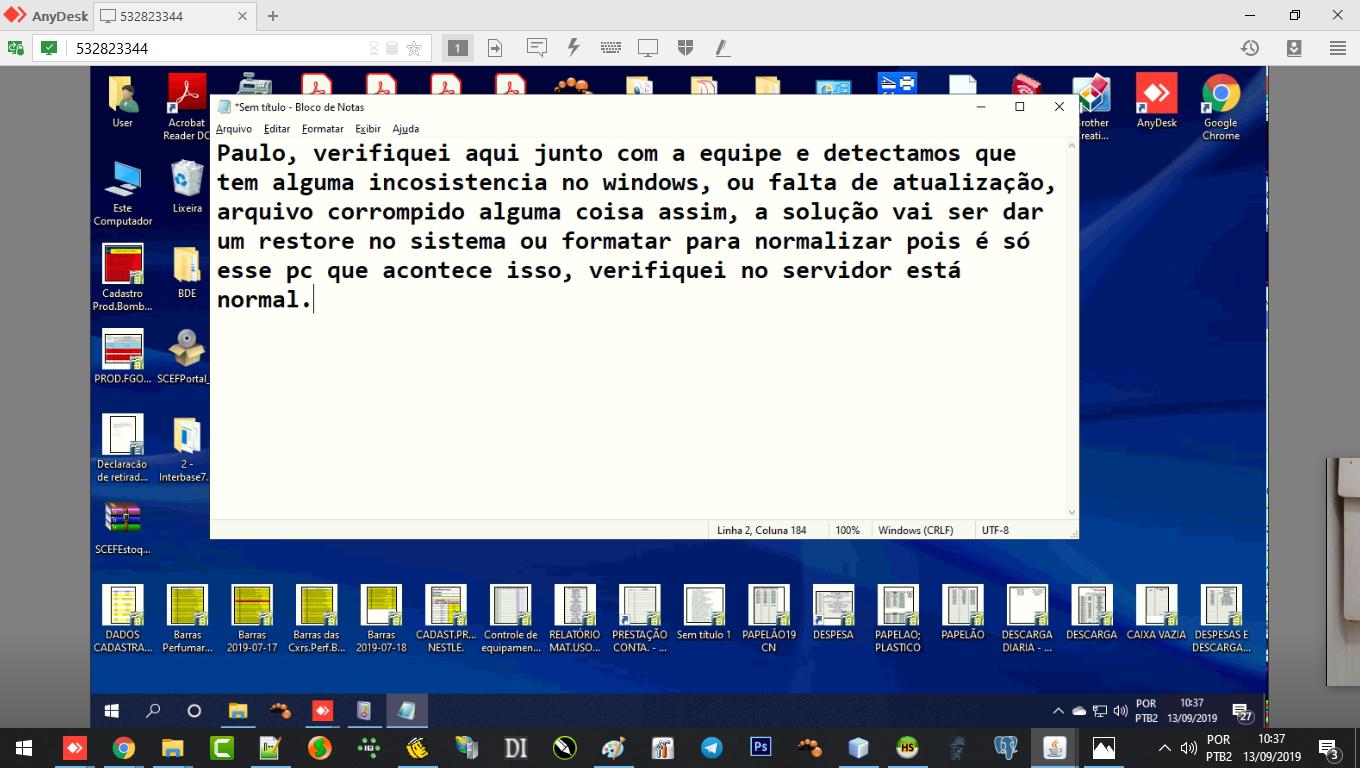 AnyDesk
532823344
532823344
1
User
Acrobat
Reader DC
Este
Computador
Lixeira
Cadastro
Prod.Bomb...
BDE
PROD.FGO...
SCEFPortal_
Declaracão
de retirad...
2 -
Interbase7.
SCEFEstoq...
*Sem título - Bloco de Notas
Arquivo Editar Formatar Exibir Ajuda
Paulo, verifiquei aqui junto com a equipe e detectamos que
tem alguma incosistencia no windows, ou falta de atualização,
arquivo corrompido alguma coisa assim, a solução vai ser dar
um restore no sistema ou formatar para normalizar pois é só
esse pc que acontece isso, verifiquei no servidor está
normal.
Linha 2, Coluna 184 100% Windows (CRLF) UTF-8
Brother
Creati...
AnyDesk
Google
Chrome
DADOS
CADASTRA...
Barras
Perfumar...
Barras
2019-07-17
Barras das
Cxrs.Perf.B...
Barras
2019-07-18
CADAST.PR...
NESTLE.
Controle de
equipamen...
RELATÓRIO
MAT.USO...
PRESTAÇÃO
CONTA. - ...
Sem título 1
PAPELÃO19
CN
DESPESA
PAPELAO;
PLASTICO
PAPELÃO
DESCARGA
DIARIA - ...
DESCARGA
CAIXA VAZIA
DESPESAS E
DESCARGA...
POR
PTB2
10:37
13/09/2019
27
DI
Ps
HS
POR
PTB2
10:37
13/09/2019
3